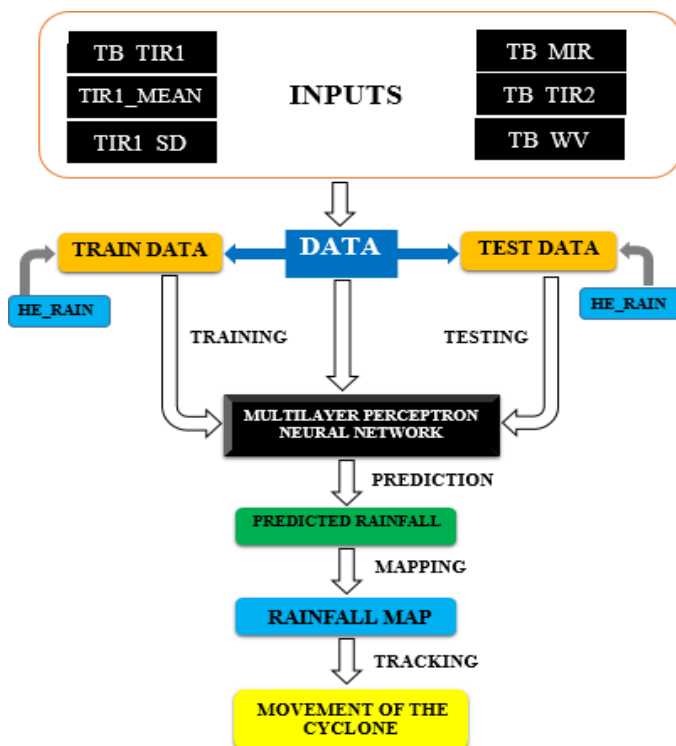 TB TIR1
TIR1_MEAN
TIR1 SD
INPUTS
TB MIR
TB TIR2
TB WV
TRAIN DATA
DATA
TEST DATA
HE_RAIN
HE_RAIN
TRAINING
TESTING
MULTILAYER PERCEPTRON
NEURAL NETWORK
PREDICTION
PREDICTED RAINFALL
MAPPING
RAINFALL MAP
TRACKING
MOVEMENT OF THE
CYCLONE